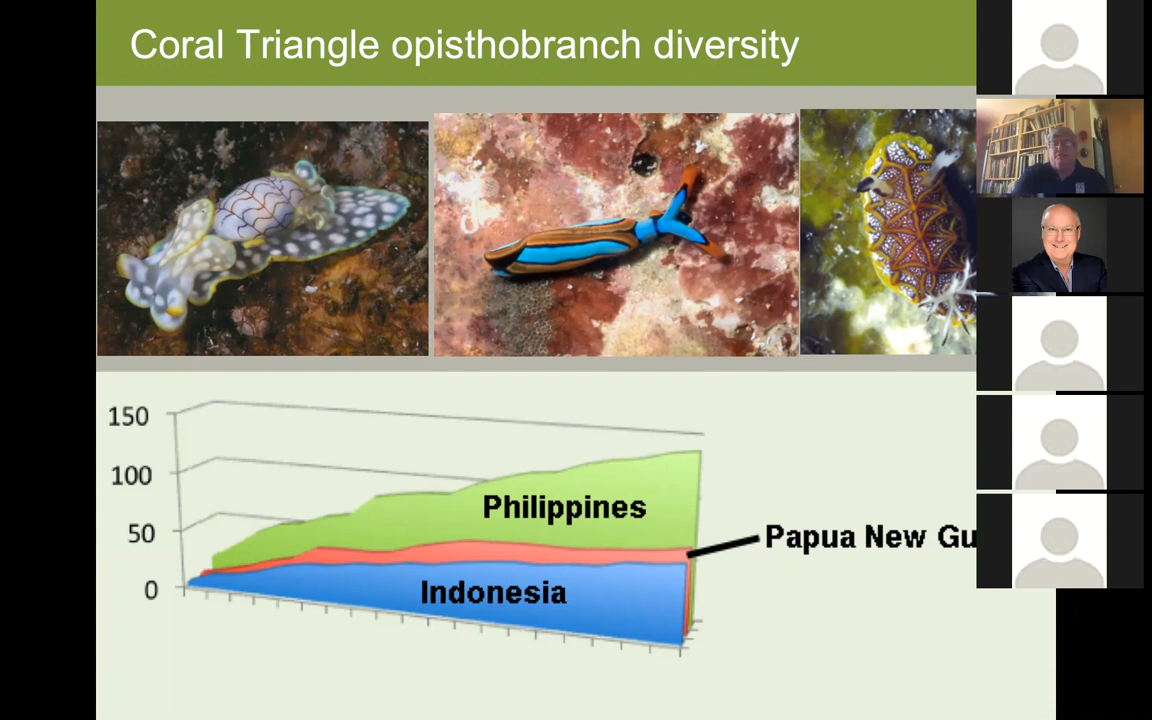 Coral Triangle opisthobranch diversity
150
100
50
0
Philippines
Papua New Gu
Indonesia